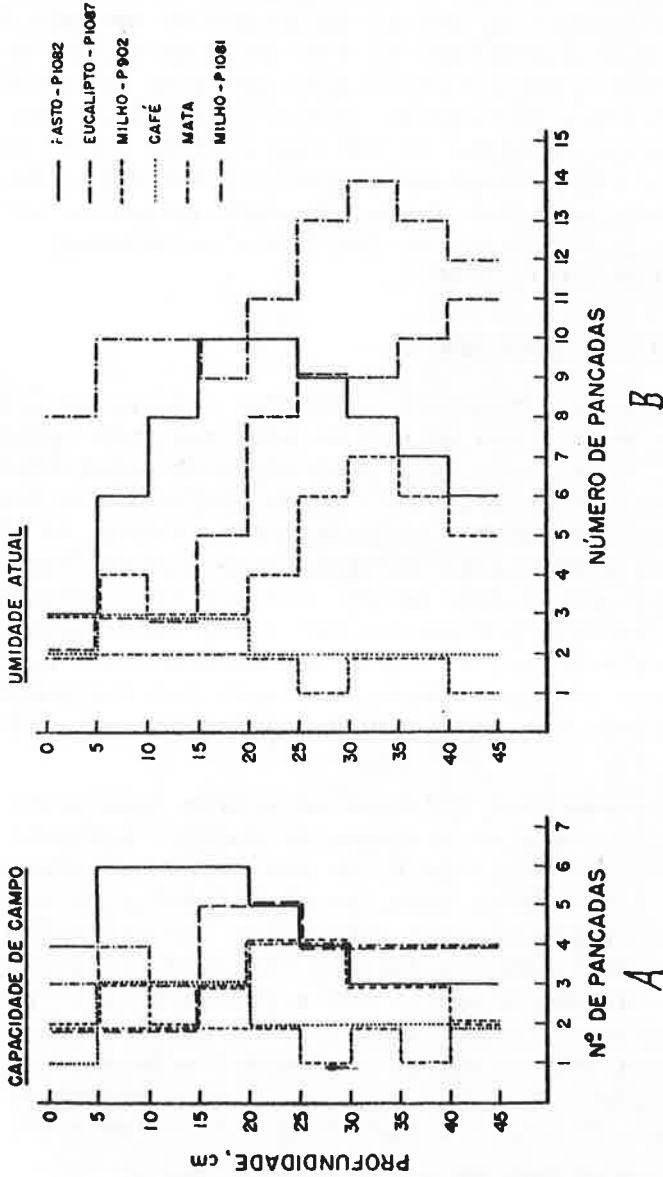 CAPACIDADE DE CAMPO
PROFUNDIDADE, cm
0
5
10
15
20
25
30
35
40
45
1 2 3 4 5 6 7
Nº DE PANCADAS
A
UMIDADE ATUAL
0
5
10
15
20
25
30
35
40
45
1 2 3 4 5 6 7 8 9 10 11 12 13 14 15
NÚMERO DE PANCADAS
B
PASTO - P1082
EUCALIPTO - P1087
MILHO - P902
CAFÉ
MATA
MILHO - P1081